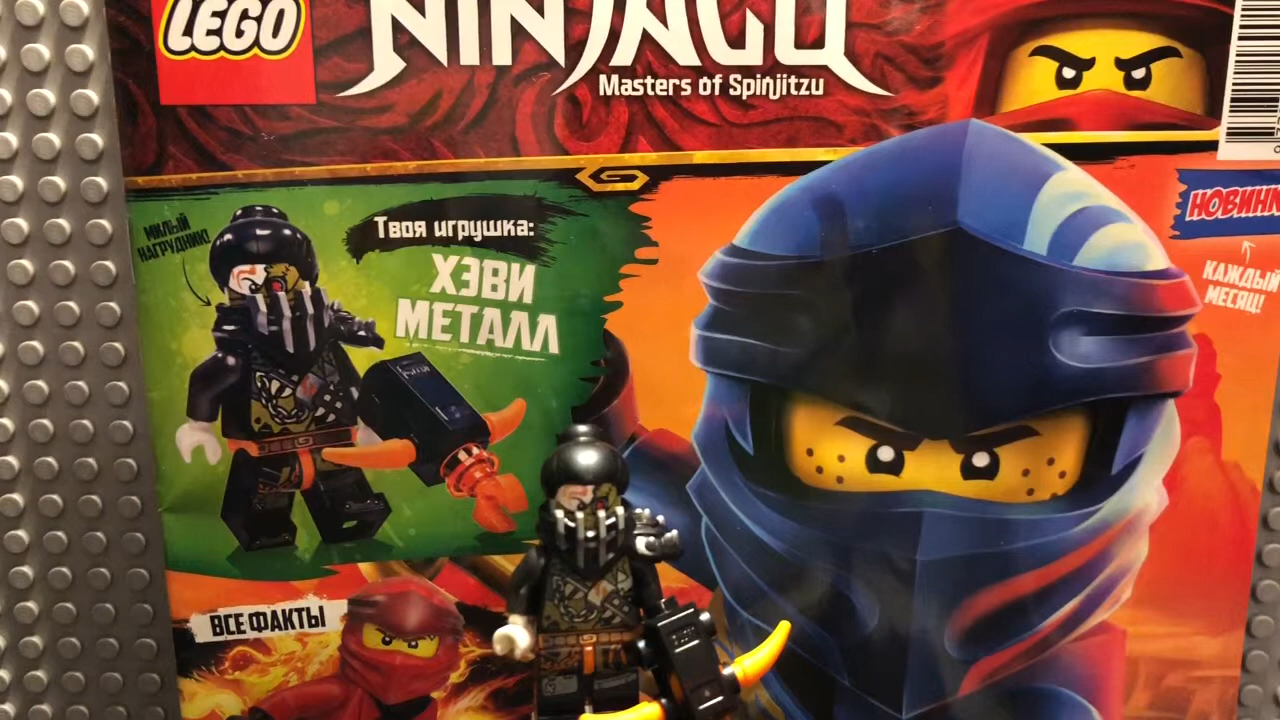 LEGO
NINJAGO
Masters of Spinjitzu
МИЛЫЙ
НАГРУДНИК!
Твоя игрушка:
ХЭВИ
МЕТАЛЛ
НОВИНК
КАЖДЫЙ
МЕСЯЦ!
ВСЕ ФАКТЫ